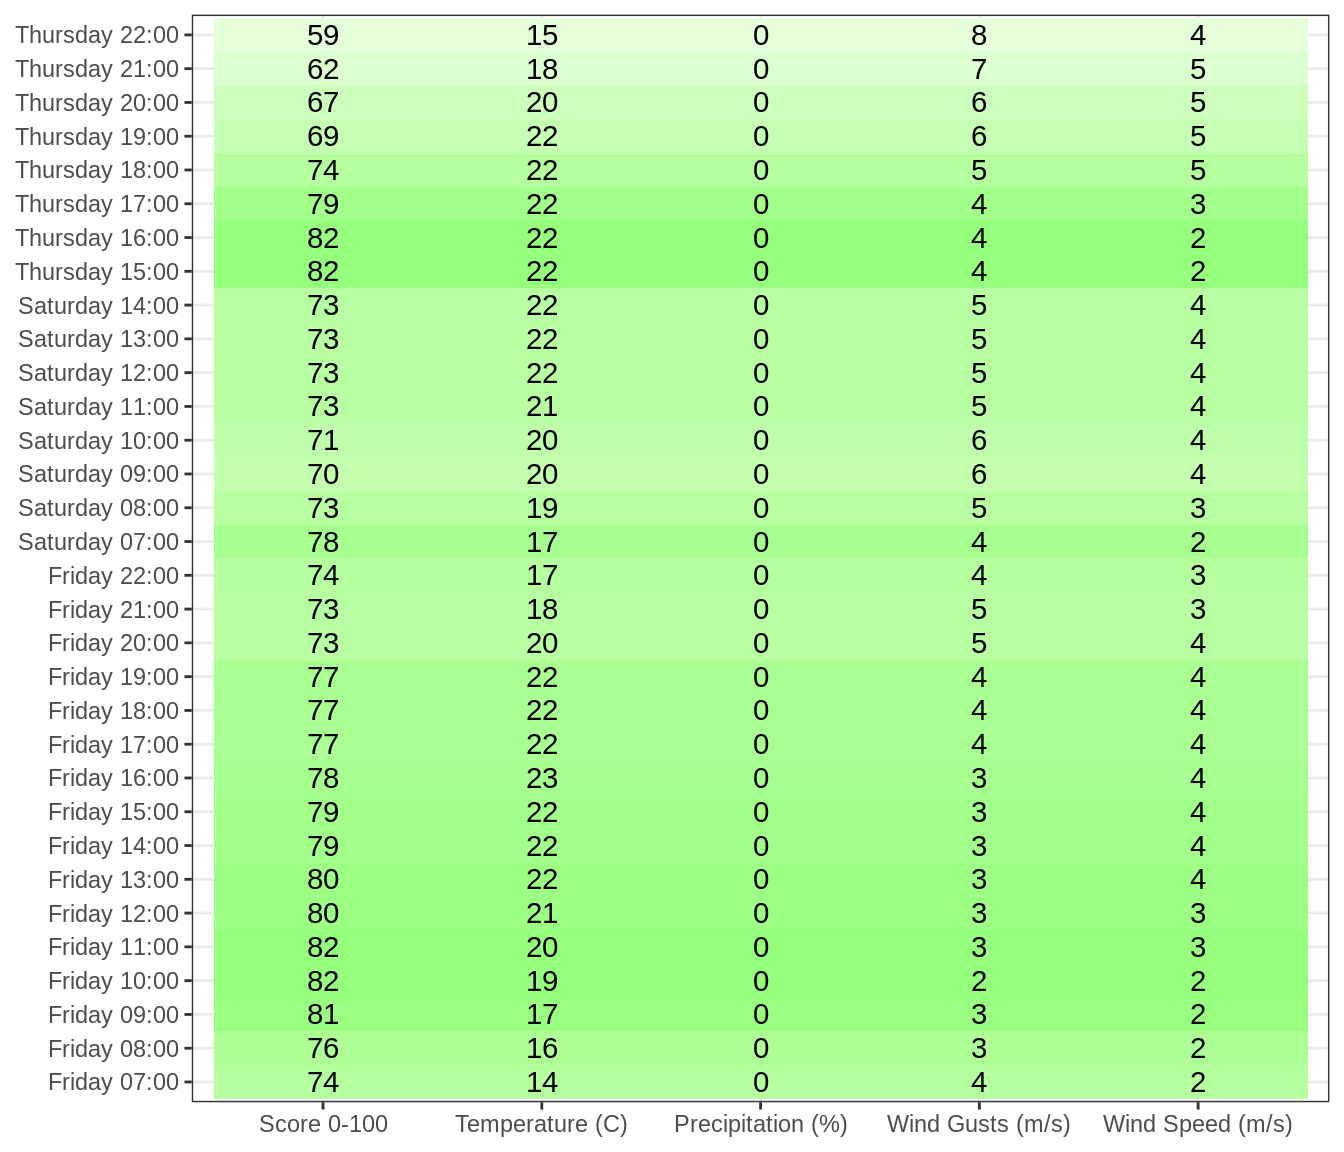 Thursday 22:00 59 15 0 8 4
Thursday 21:00 62 18 0 7 5
Thursday 20:00 67 20 0 6 5
Thursday 19:00 69 22 0 6 5
Thursday 18:00 74 22 0 5 5
Thursday 17:00 79 22 0 4 3
Thursday 16:00 82 22 0 4 2
Thursday 15:00 82 22 0 4 2
Saturday 14:00 73 22 0 5 4
Saturday 13:00 73 22 0 5 4
Saturday 12:00 73 22 0 5 4
Saturday 11:00 73 21 0 5 4
Saturday 10:00 71 20 0 6 4
Saturday 09:00 70 20 0 6 4
Saturday 08:00 73 19 0 5 3
Saturday 07:00 78 17 0 4 2
Friday 22:00 74 17 0 4 3
Friday 21:00 73 18 0 5 3
Friday 20:00 73 20 0 5 4
Friday 19:00 77 22 0 4 4
Friday 18:00 77 22 0 4 4
Friday 17:00 77 22 0 4 4
Friday 16:00 78 23 0 3 4
Friday 15:00 79 22 0 3 4
Friday 14:00 79 22 0 3 4
Friday 13:00 80 22 0 3 4
Friday 12:00 80 21 0 3 3
Friday 11:00 82 20 0 3 3
Friday 10:00 82 19 0 2 2
Friday 09:00 81 17 0 3 2
Friday 08:00 76 16 0 3 2
Friday 07:00 74 14 0 4 2
Score 0-100 Temperature (C) Precipitation (%) Wind Gusts (m/s) Wind Speed (m/s)